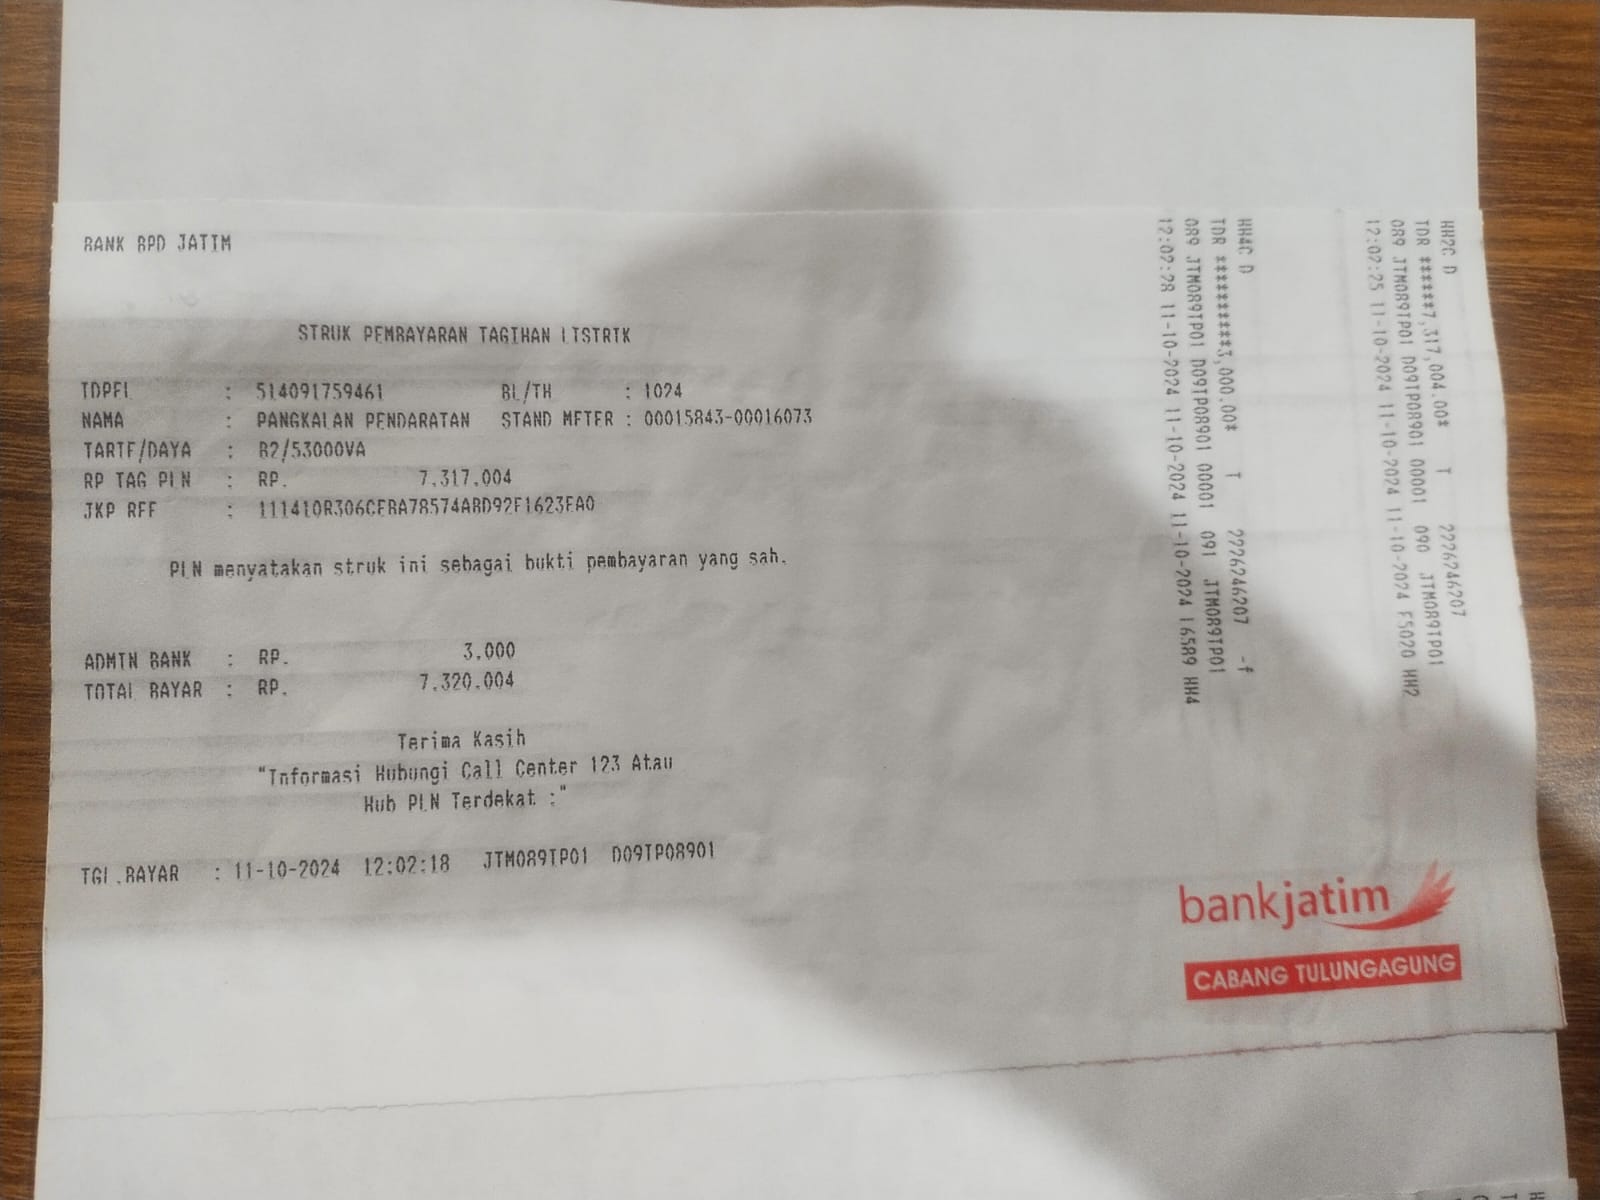 BANK BPD JATIM
STRUK PEMBAYARAN TAGIHAN LISTRIK
IDPEL : 514091759461 BL/TH : 1024
NAMA : PANGKALAN PENDARATAN STAND METER : 00015843-00016073
TARIF/DAYA : B2/53000VA
RP TAG PLN : RP. 7.317.004
JKP REF : 111410R306CFBA78574ABD92F1623EA0
PLN menyatakan struk ini sebagai bukti pembayaran yang sah.
ADMIN BANK : RP. 3.000
TOTAL BAYAR : RP. 7.320.004
Terima Kasih
"Informasi Hubungi Call Center 123 Atau
Hub PLN Terdekat :"
TGL.BAYAR : 11-10-2024 12:02:18 JTM089TP01 D09TP08901
HH4C D T 2226246207 -f
TDR **********3,000.00* 091 JTM089TP01
089 JTM089TP01 D09TP08901 00001
12:02:28 11-10-2024 11-10-2024 11-10-2024 16589 HH4
HH2C D T 2226246207
TDR ******7,317,004.00* 090 JTM089TP01
089 JTM089TP01 D09TP08901 00001
12:02:25 11-10-2024 11-10-2024 11-10-2024 F5020 HH2
bankjatim
CABANG TULUNGAGUNG